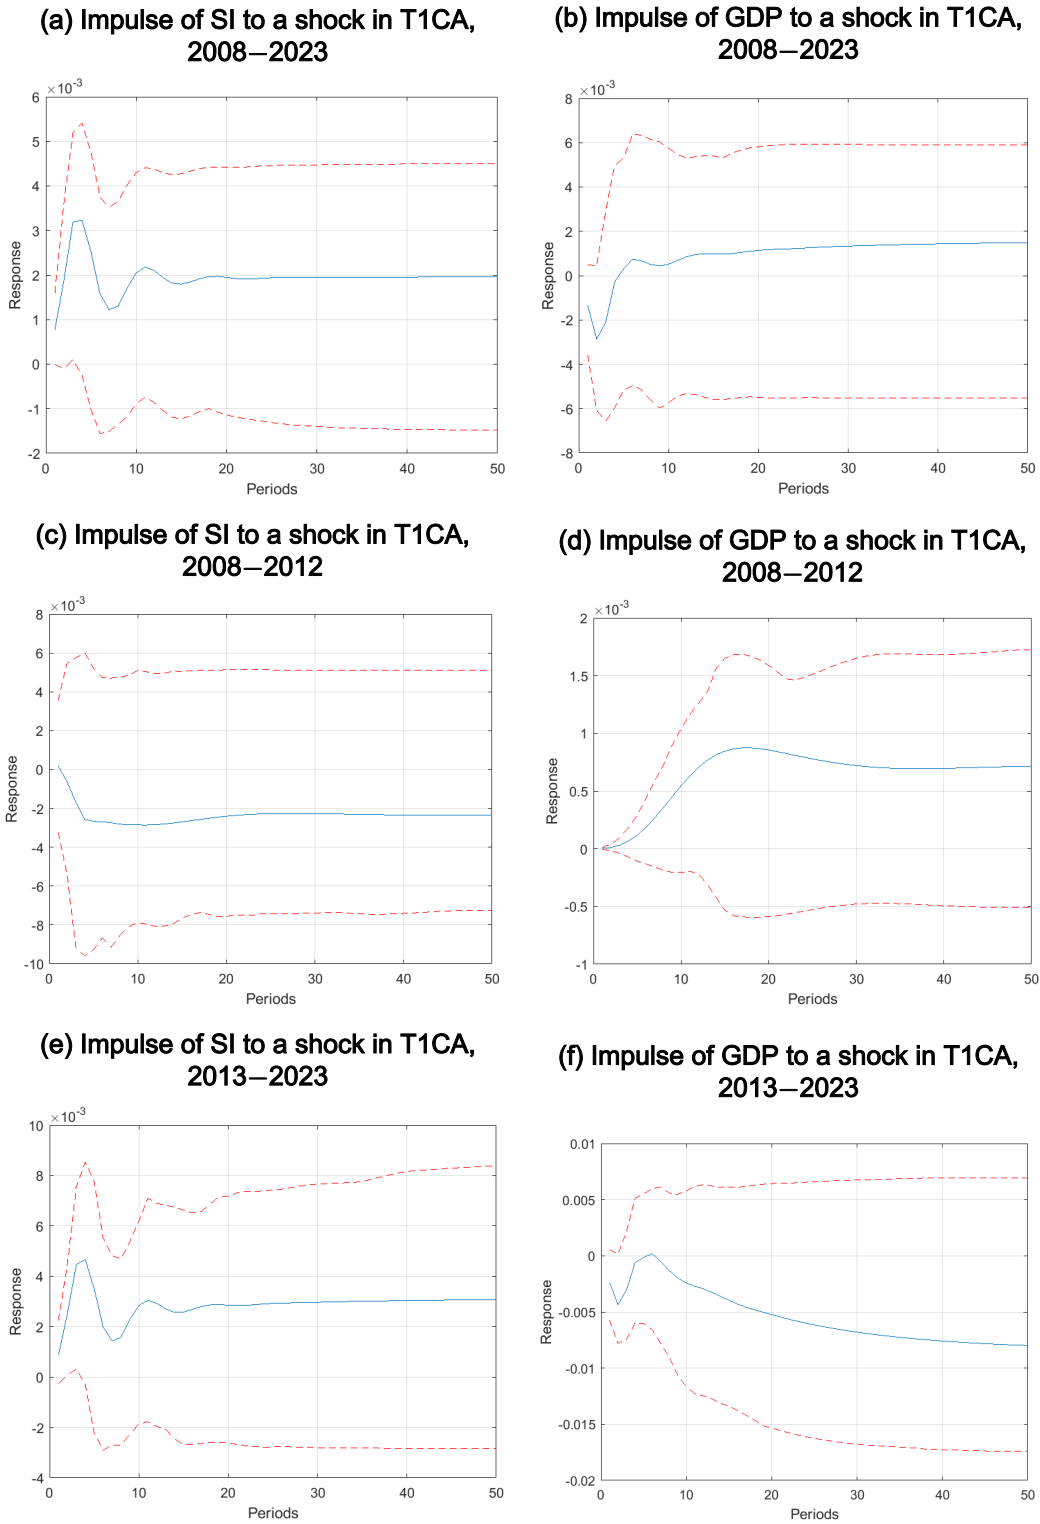 (a) Impulse of SI to a shock in T1CA,
2008−2023
×10-3
6
5
4
3
2
1
0
-1
-2
Response
0 10 20 30 40 50
Periods
(b) Impulse of GDP to a shock in T1CA,
2008−2023
×10-3
8
6
4
2
0
-2
-4
-6
-8
Response
0 10 20 30 40 50
Periods
(c) Impulse of SI to a shock in T1CA,
2008−2012
×10-3
8
6
4
2
0
-2
-4
-6
-8
-10
Response
0 10 20 30 40 50
Periods
(d) Impulse of GDP to a shock in T1CA,
2008−2012
×10-3
2
1.5
1
0.5
0
-0.5
-1
Response
0 10 20 30 40 50
Periods
(e) Impulse of SI to a shock in T1CA,
2013−2023
×10-3
10
8
6
4
2
0
-2
-4
Response
0 10 20 30 40 50
Periods
(f) Impulse of GDP to a shock in T1CA,
2013−2023
0.01
0.005
0
-0.005
-0.01
-0.015
-0.02
Response
0 10 20 30 40 50
Periods